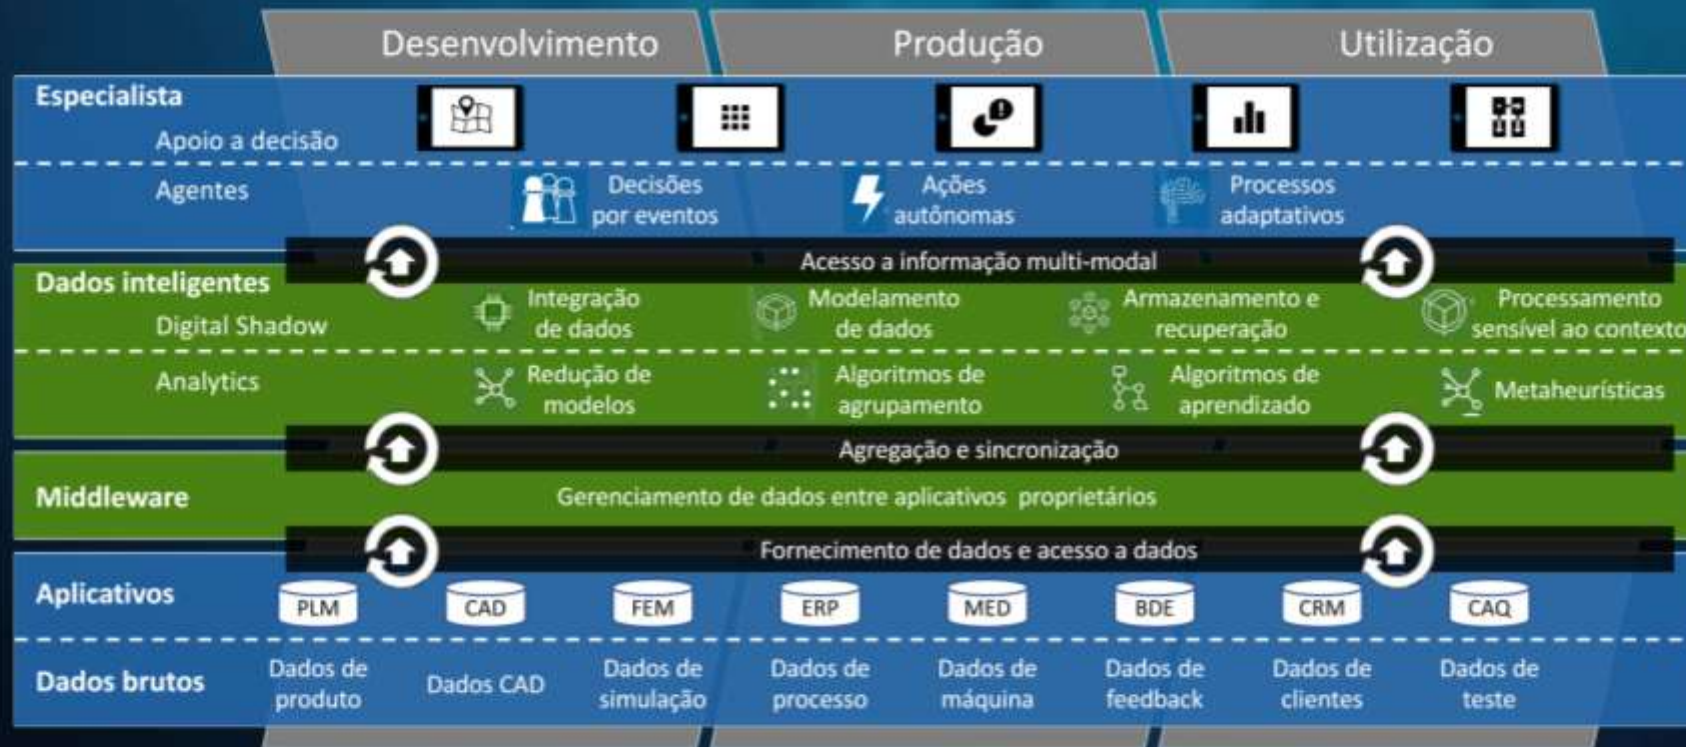 Desenvolvimento
Produção
Utilização
Especialista
Apoio a decisão
Agentes
Decisões
por eventos
Ações
autônomas
Processos
adaptativos
Acesso a informação multi-modal
Dados inteligentes
Digital Shadow
Integração
de dados
Modelamento
de dados
Armazenamento e
recuperação
Processamento
sensível ao contexto
Analytics
Redução de
modelos
Algoritmos de
agrupamento
Algoritmos de
aprendizado
Metaheurísticas
Agregação e sincronização
Middleware
Gerenciamento de dados entre aplicativos proprietários
Fornecimento de dados e acesso a dados
Aplicativos
PLM
CAD
FEM
ERP
MED
BDE
CRM
CAQ
Dados brutos
Dados de
produto
Dados CAD
Dados de
simulação
Dados de
processo
Dados de
máquina
Dados de
feedback
Dados de
clientes
Dados de
teste